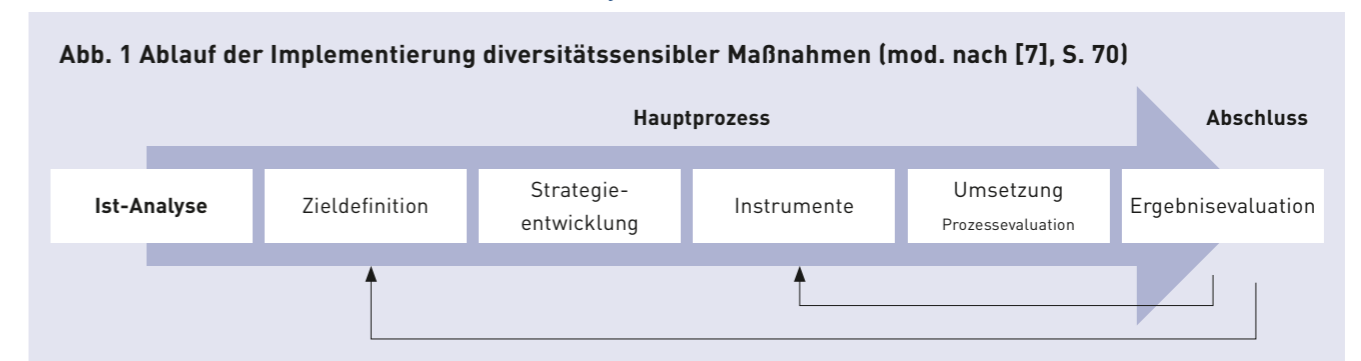 Abb. 1 Ablauf der Implementierung diversitätssensibler Maßnahmen (mod. nach [7], S. 70)
Hauptprozess
Abschluss
Ist-Analyse
Zieldefinition
Strategie-
entwicklung
Instrumente
Umsetzung
Prozessevaluation
Ergebnisevaluation